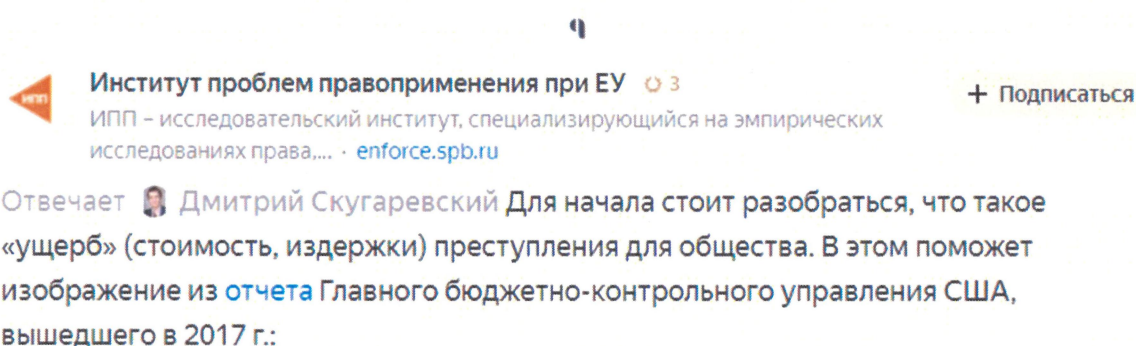 Институт проблем правоприменения при ЕУ 3
+ Подписаться
ИПП – исследовательский институт, специализирующийся на эмпирических
исследованиях права,... · enforce.spb.ru
Отвечает Дмитрий Скугаревский Для начала стоит разобраться, что такое
«ущерб» (стоимость, издержки) преступления для общества. В этом поможет
изображение из отчета Главного бюджетно-контрольного управления США,
вышедшего в 2017 г.: